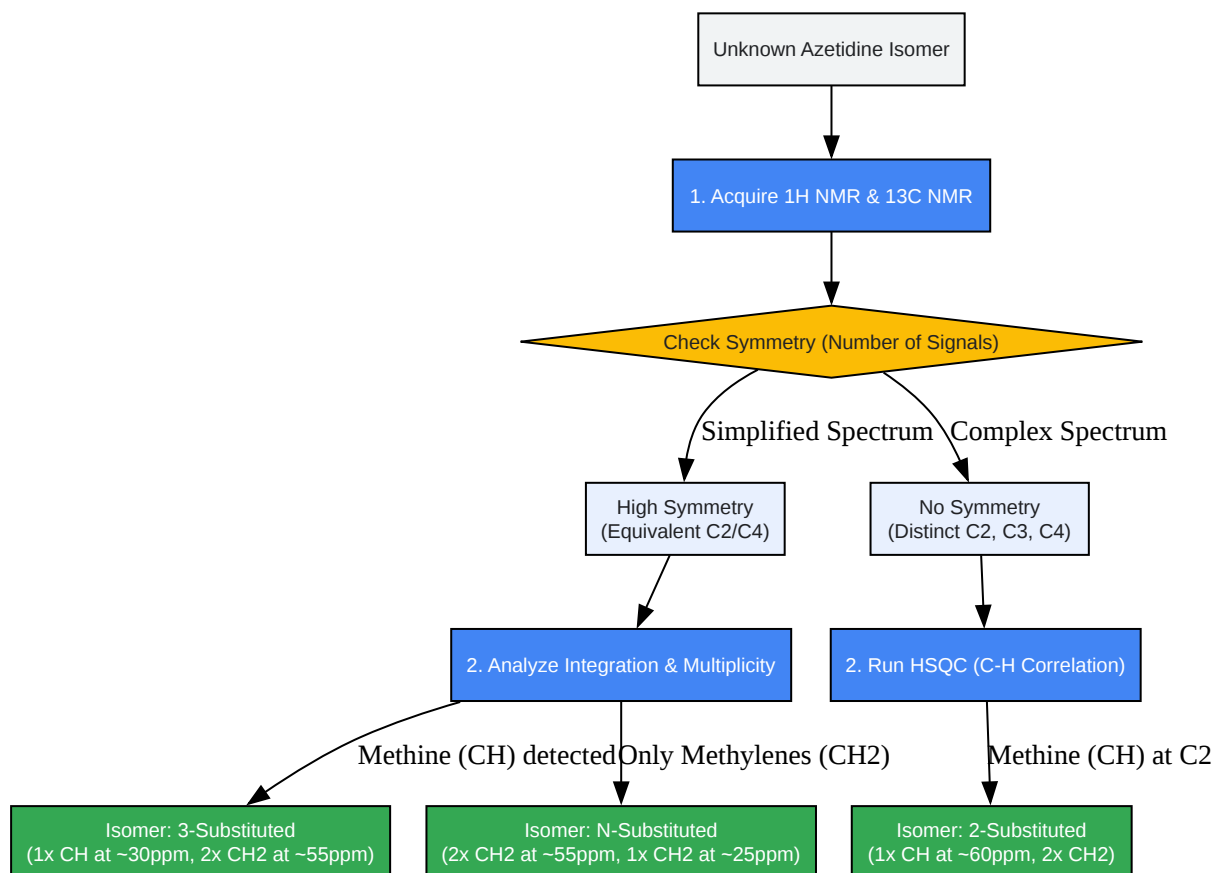 Unknown Azetidine Isomer
1. Acquire 1H NMR & 13C NMR
Check Symmetry (Number of Signals)
Simplified Spectrum
Complex Spectrum
High Symmetry
(Equivalent C2/C4)
No Symmetry
(Distinct C2, C3, C4)
2. Analyze Integration & Multiplicity
2. Run HSQC (C-H Correlation)
Methine (CH) detected
Only Methylenes (CH2)
Methine (CH) at C2
Isomer: 3-Substituted
(1x CH at ~30ppm, 2x CH2 at ~55ppm)
Isomer: N-Substituted
(2x CH2 at ~55ppm, 1x CH2 at ~25ppm)
Isomer: 2-Substituted
(1x CH at ~60ppm, 2x CH2)